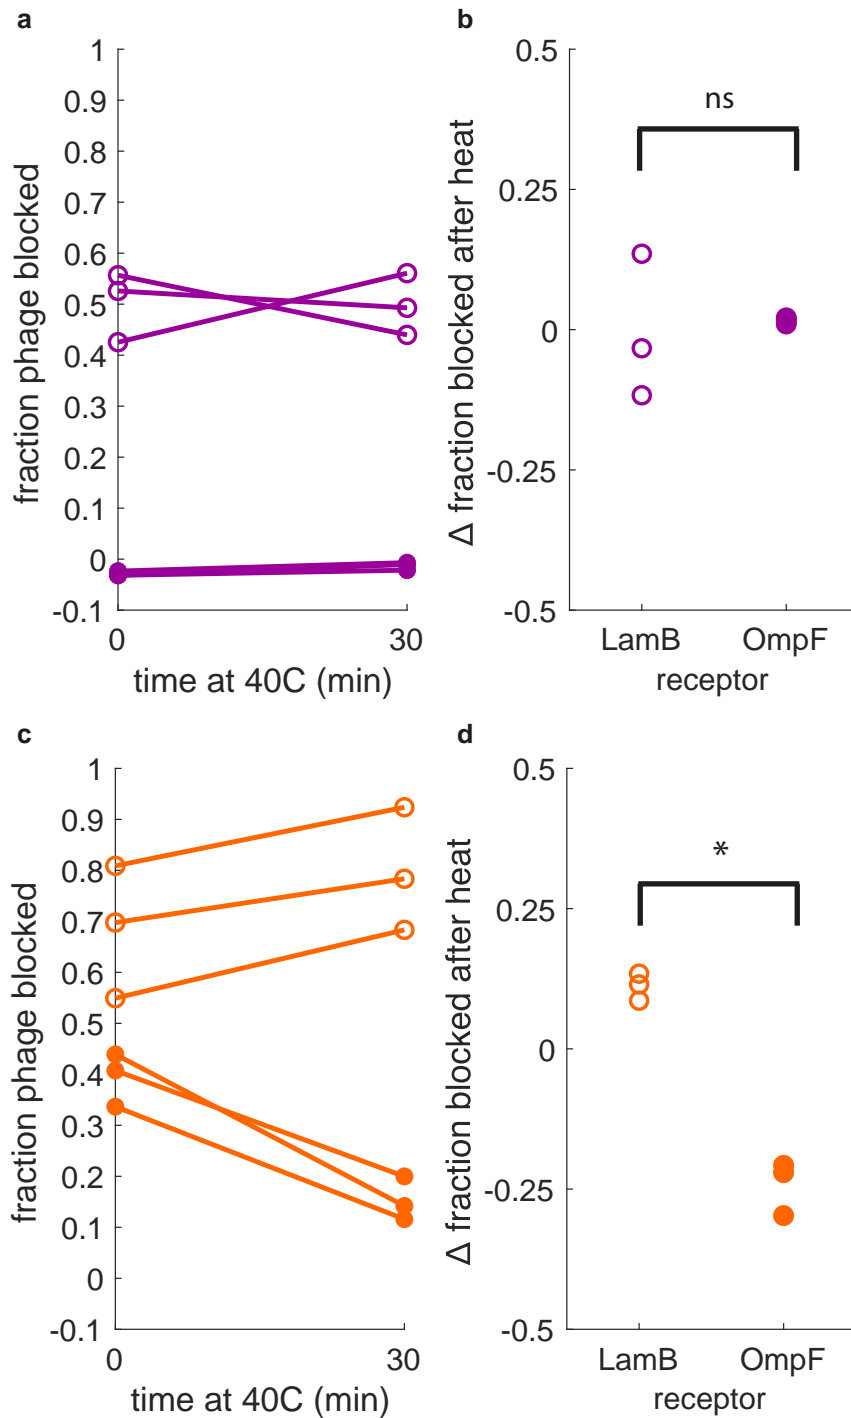 a
fraction phage blocked
1
0.9
0.8
0.7
0.6
0.5
0.4
0.3
0.2
0.1
0
-0.1
0 30
time at 40C (min)
b
Δ fraction blocked after heat
0.5
0.25
0
-0.25
-0.5
ns
LamB OmpF
receptor
c
fraction phage blocked
1
0.9
0.8
0.7
0.6
0.5
0.4
0.3
0.2
0.1
0
-0.1
0 30
time at 40C (min)
d
Δ fraction blocked after heat
0.5
0.25
0
-0.25
-0.5
*
LamB OmpF
receptor